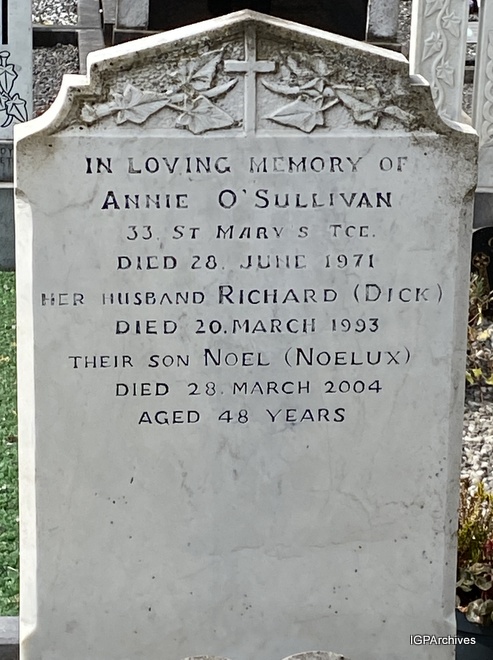 IN LOVING MEMORY OF
ANNIE O'SULLIVAN
33. ST MARY'S TCE.
DIED 28. JUNE 1971
HER HUSBAND RICHARD (DICK)
DIED 20. MARCH 1993
THEIR SON NOEL (NOELUX)
DIED 28. MARCH 2004
AGED 48 YEARS
IGPArchives